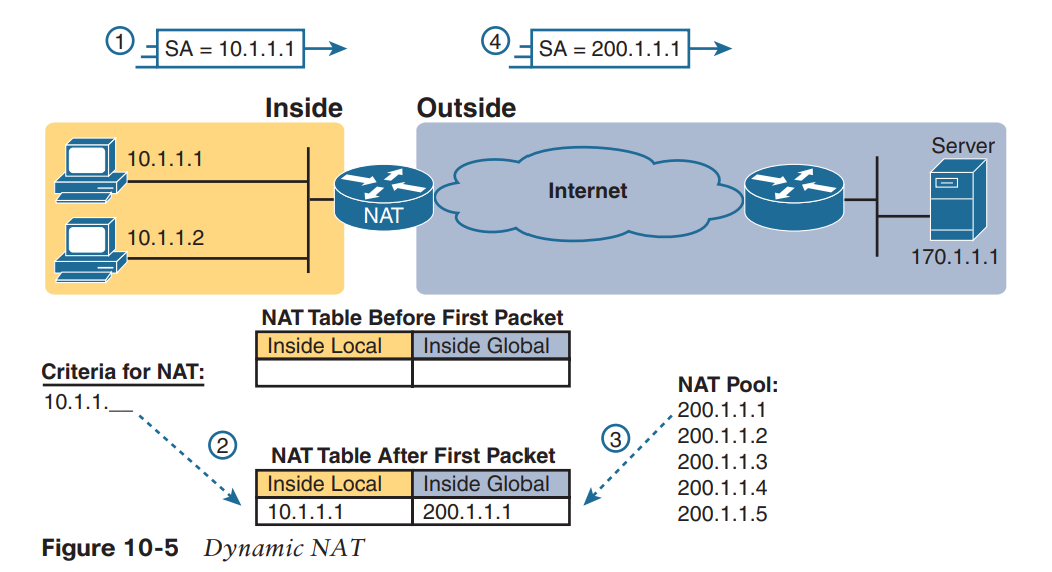 1 SA = 10.1.1.1
4 SA = 200.1.1.1
Inside
Outside
10.1.1.1
10.1.1.2
NAT
Internet
Server
170.1.1.1
NAT Table Before First Packet
Inside Local Inside Global
Criteria for NAT:
10.1.1.__
2
NAT Pool:
200.1.1.1
200.1.1.2
200.1.1.3
200.1.1.4
200.1.1.5
3
NAT Table After First Packet
Inside Local Inside Global
10.1.1.1 200.1.1.1
Figure 10-5 Dynamic NAT